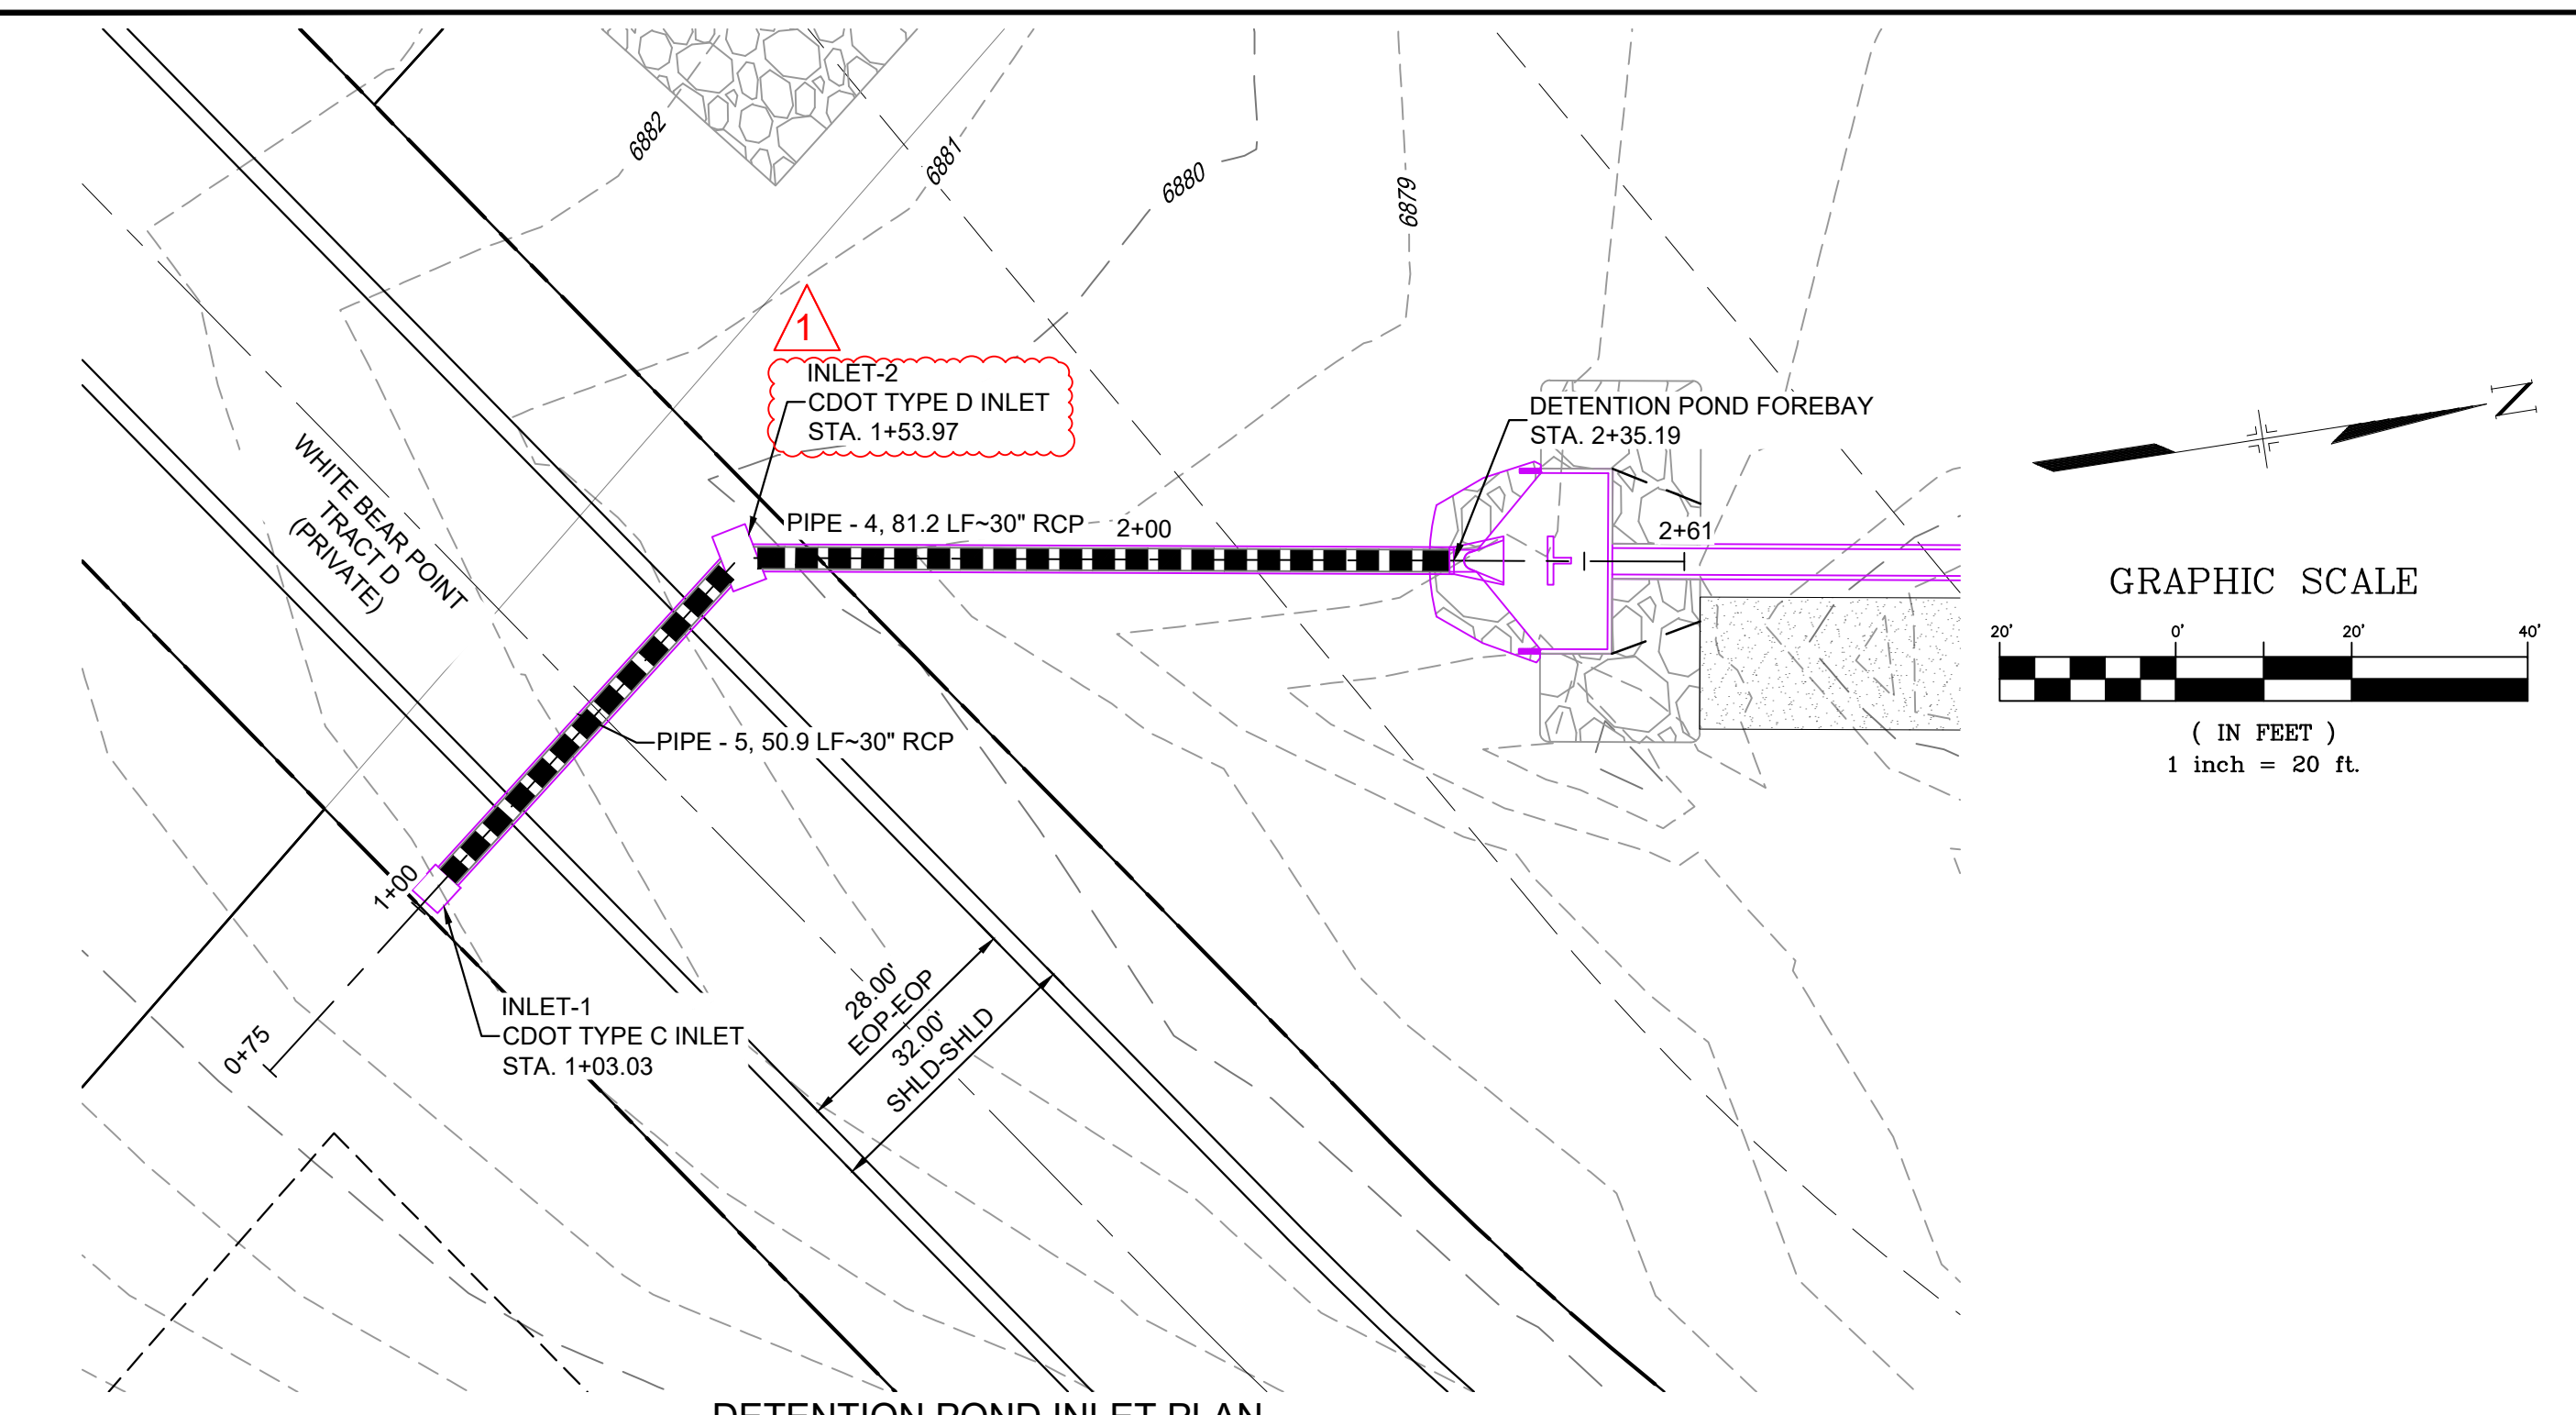 6882
6881
6880
6879
1
INLET-2
CDOT TYPE D INLET
STA. 1+53.97
DETENTION POND FOREBAY
STA. 2+35.19
N
WHITE BEAR POINT
TRACT D
(PRIVATE)
PIPE - 4, 81.2 LF~30" RCP
2+00
2+61
GRAPHIC SCALE
20'
0'
20'
40'
( IN FEET )
1 inch = 20 ft.
PIPE - 5, 50.9 LF~30" RCP
1+00
INLET-1
CDOT TYPE C INLET
STA. 1+03.03
0+75
28.00'
EOP-EOP
32.00'
SHLD-SHLD
DETENTION POND INLET PLAN